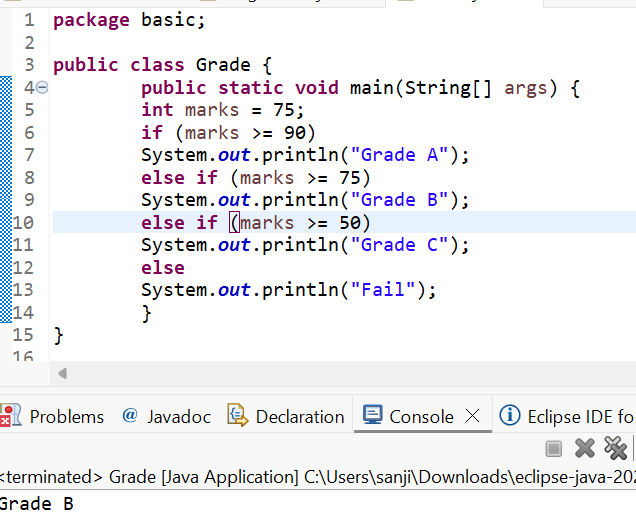 1 package basic;
2
3 public class Grade {
4 public static void main(String[] args) {
5 int marks = 75;
6 if (marks >= 90)
7 System.out.println("Grade A");
8 else if (marks >= 75)
9 System.out.println("Grade B");
10 else if (marks >= 50)
11 System.out.println("Grade C");
12 else
13 System.out.println("Fail");
14 }
15 }
16
Problems @ Javadoc Declaration Console Eclipse IDE fo
<terminated> Grade [Java Application] C:\Users\sanji\Downloads\eclipse-java-202
Grade B